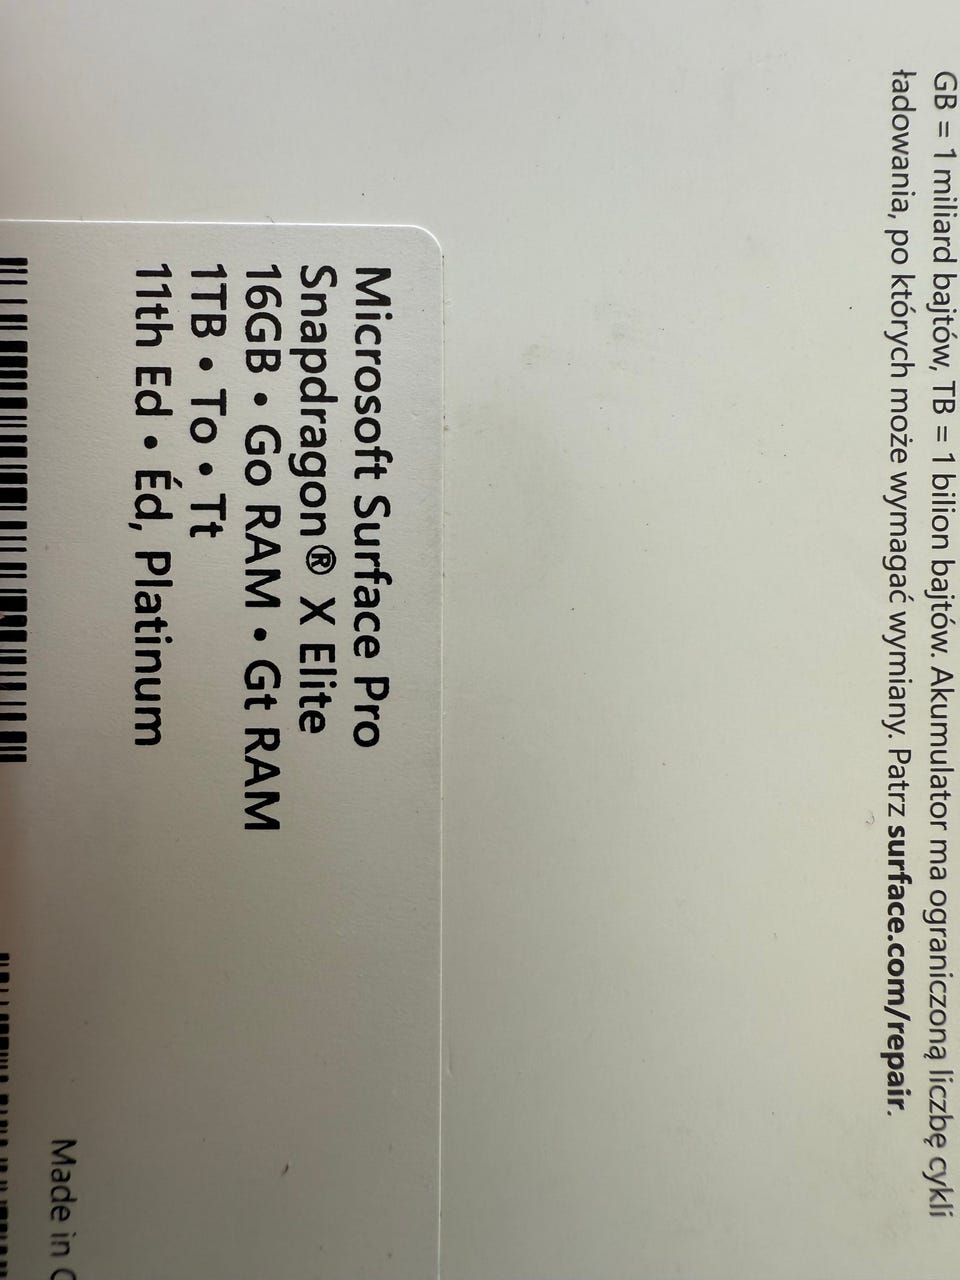 GB = 1 miliard bajtów, TB = 1 bilion bajtów. Akumulator ma ograniczoną liczbę cykli
ładowania, po których może wymagać wymiany. Patrz surface.com/repair.
Microsoft Surface Pro
Snapdragon® X Elite
16GB • Go RAM • Gt RAM
1TB • To • Tt
11th Ed • Éd, Platinum
Made in